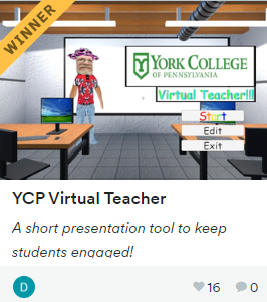 WINNER
YORK COLLEGE
OF PENNSYLVANIA
Virtual Teacher!!!
Start
Edit
Exit
YCP Virtual Teacher
A short presentation tool to keep
students engaged!
D
16
0